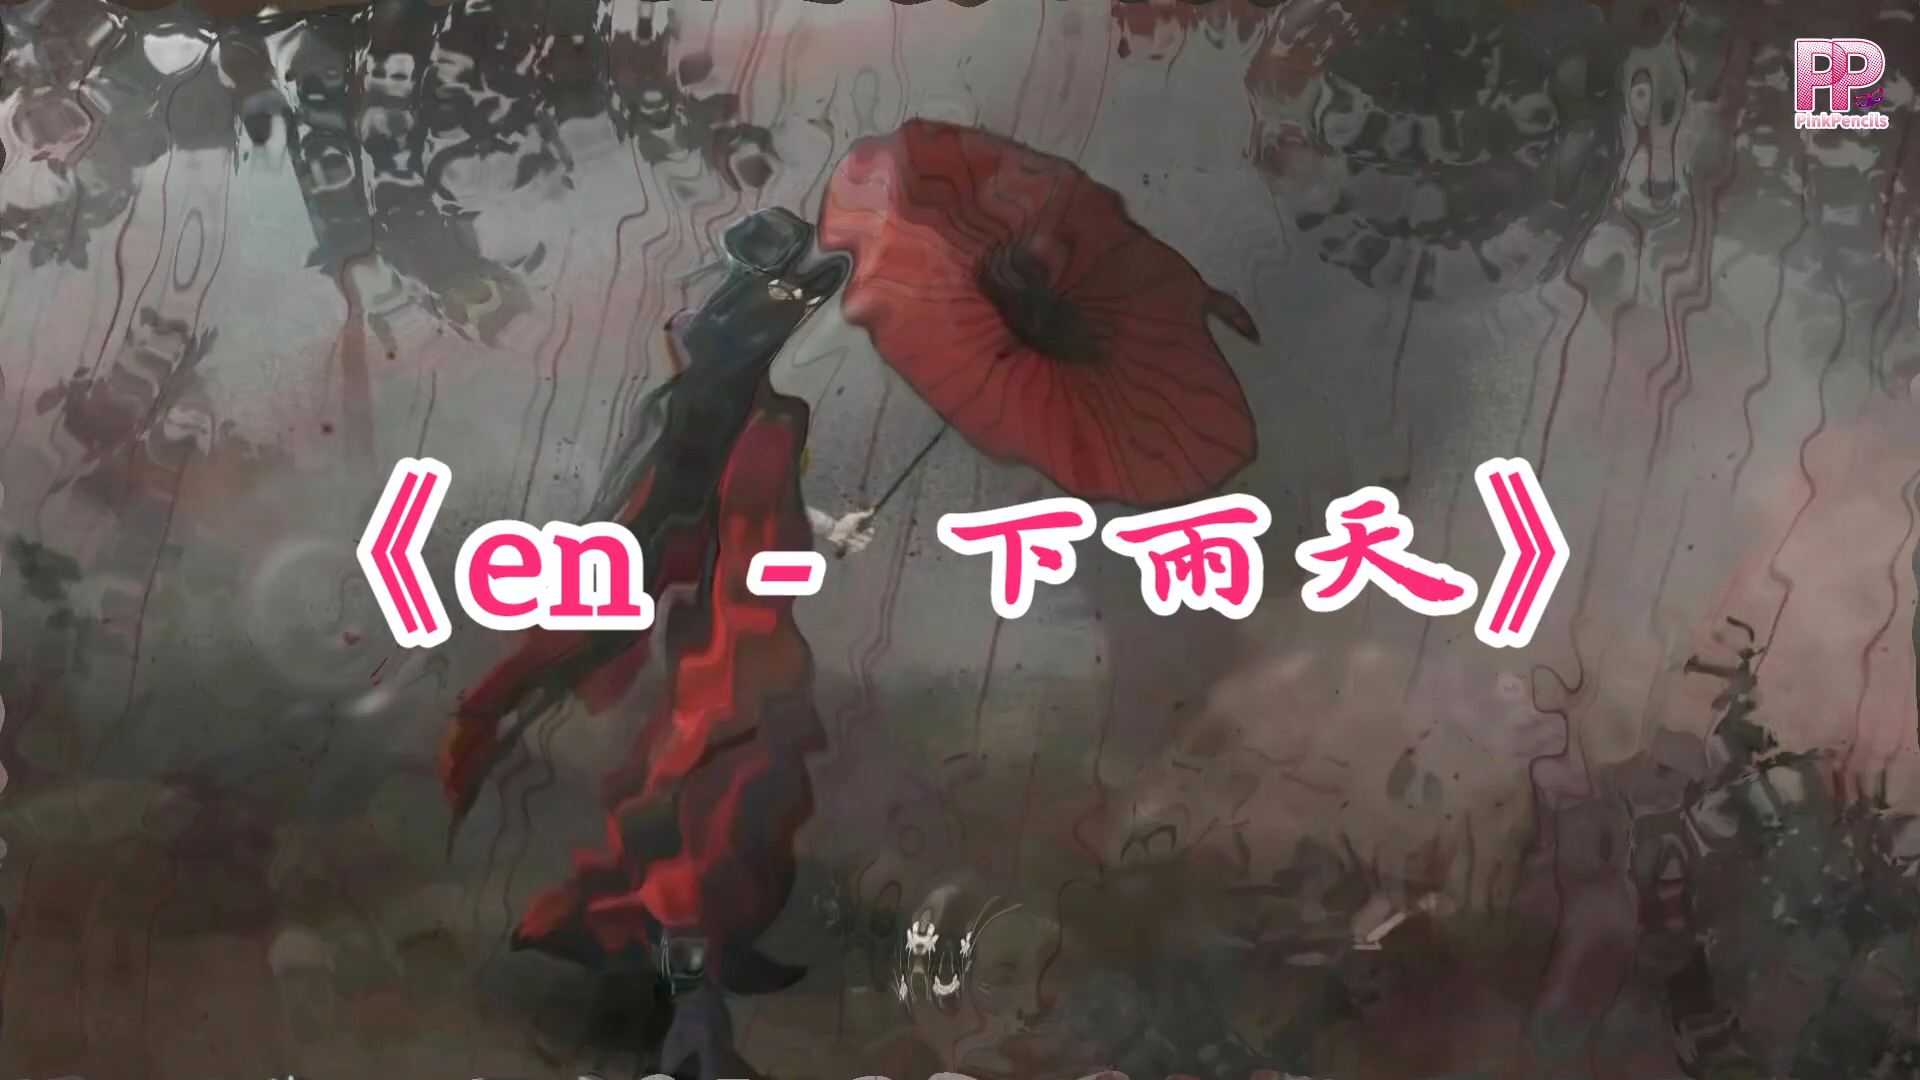 PP
PinkPencils
《en - 下雨天》